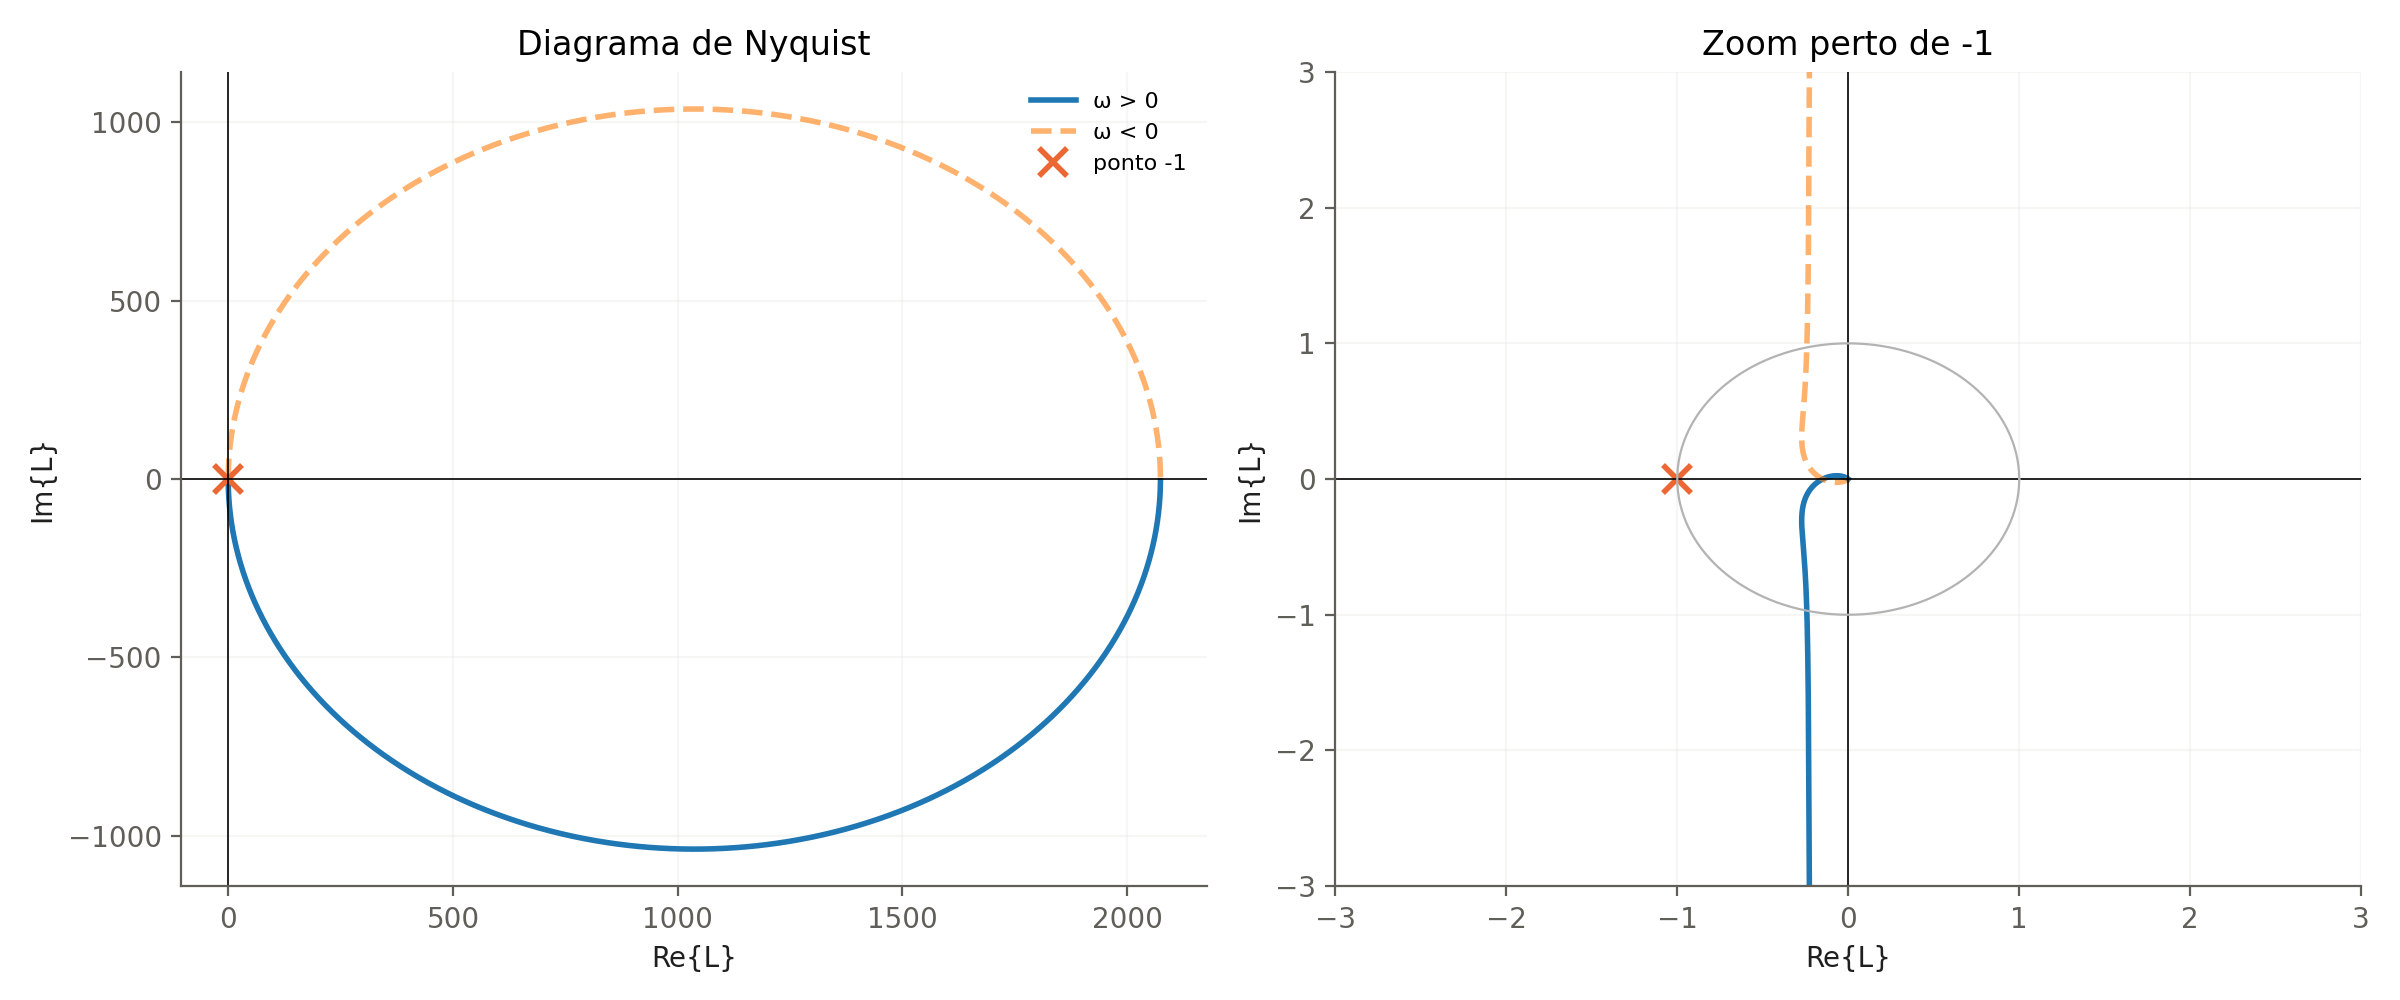 Diagrama de Nyquist
ω > 0
ω < 0
ponto -1
1000
500
0
−500
−1000
Im{L}
0
500
1000
1500
2000
Re{L}
Zoom perto de -1
3
2
1
0
−1
−2
−3
Im{L}
−3
−2
−1
0
1
2
3
Re{L}